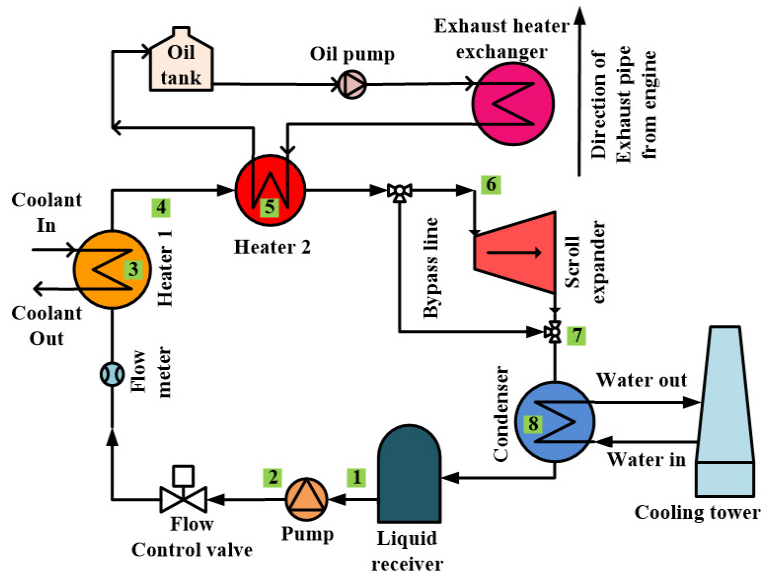 Oil
tank
Oil pump
Exhaust heater
exchanger
Direction of
Exhaust pipe
from engine
Coolant
In
4
5
6
Heater 2
3
Heater 1
Coolant
Out
Bypass line
Scroll
expander
7
Flow
meter
Condenser
8
Water out
Water in
Cooling tower
2
1
Flow
Control valve
Pump
Liquid
receiver